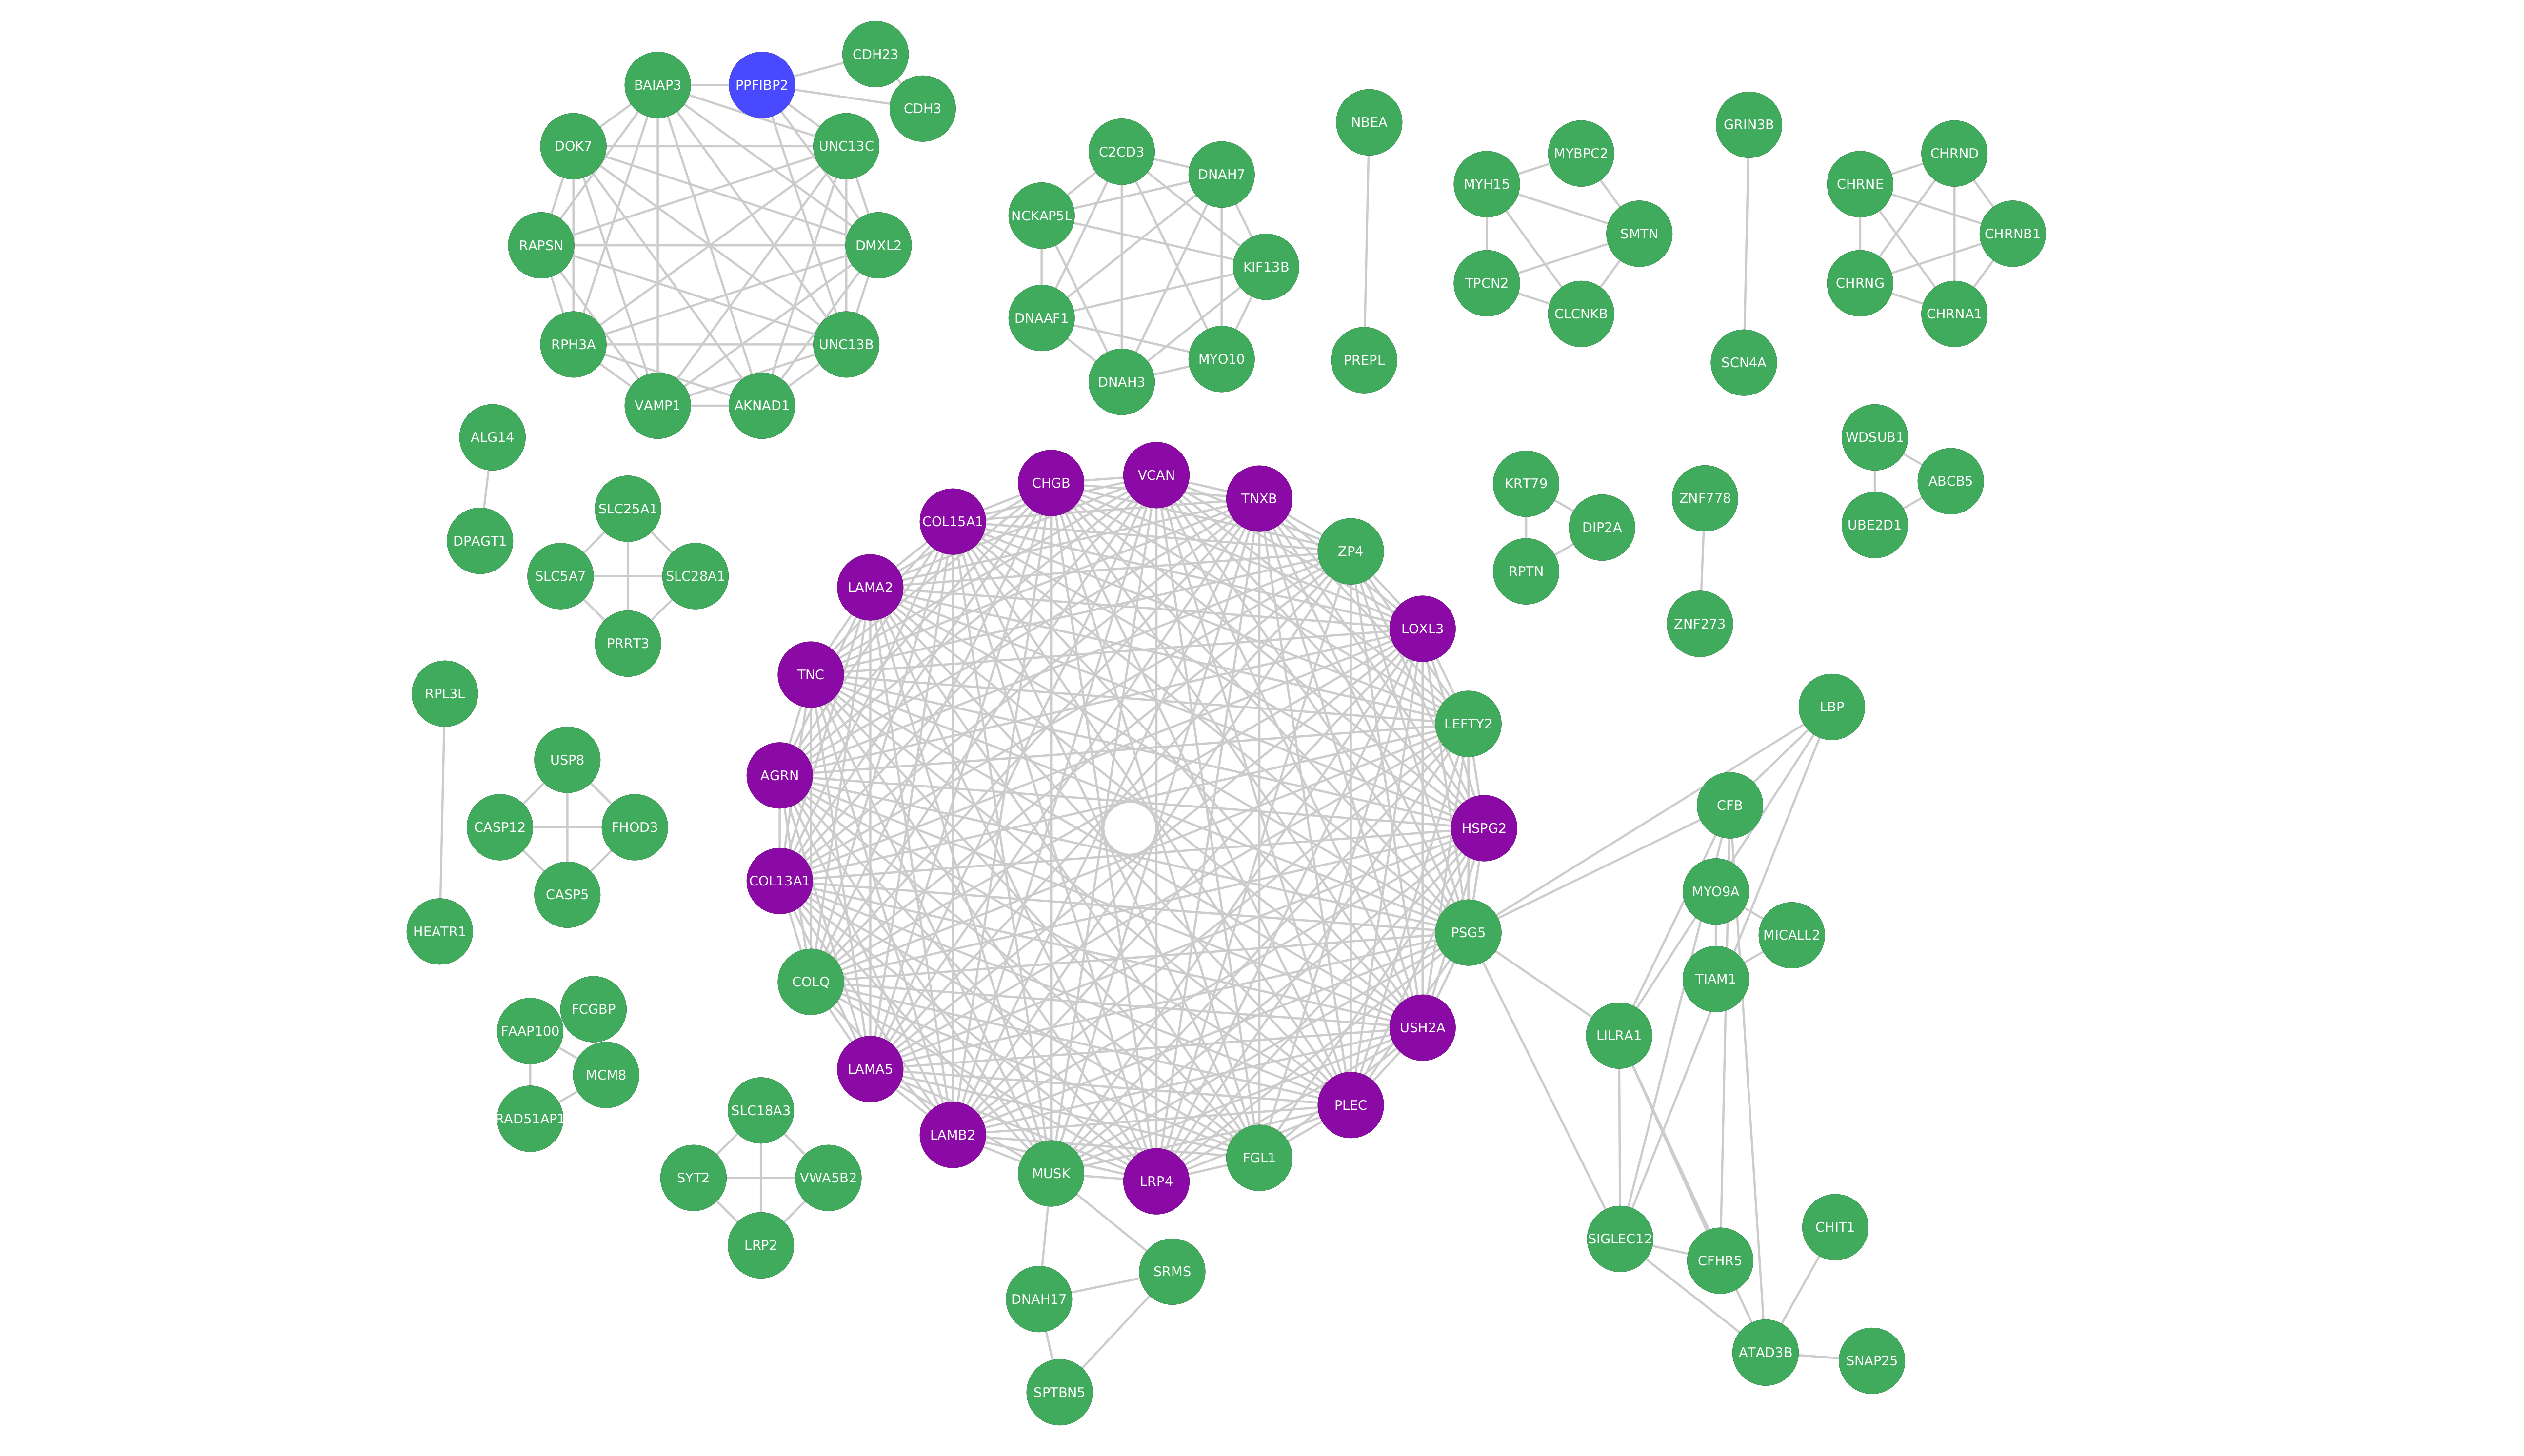 CDH23
BAIAP3
PPFIBP2
CDH3
DOK7
UNC13C
RAPSN
DMXL2
RPH3A
UNC13B
VAMP1
AKNAD1
C2CD3
DNAH7
NCKAP5L
KIF13B
DNAAF1
MYO10
DNAH3
NBEA
PREPL
MYBPC2
MYH15
SMTN
TPCN2
CLCNKB
GRIN3B
SCN4A
CHRND
CHRNE
CHRNB1
CHRNG
CHRNA1
ALG14
DPAGT1
SLC25A1
SLC5A7
SLC28A1
PRRT3
VCAN
CHGB
TNXB
COL15A1
ZP4
LAMA2
LOXL3
TNC
LEFTY2
AGRN
HSPG2
COL13A1
PSG5
COLQ
USH2A
LAMA5
PLEC
LAMB2
FGL1
MUSK
LRP4
KRT79
DIP2A
RPTN
ZNF778
ZNF273
WDSUB1
ABCB5
UBE2D1
RPL3L
HEATR1
USP8
CASP12
FHOD3
CASP5
FCGBP
FAAP100
MCM8
RAD51AP1
SLC18A3
SYT2
VWA5B2
LRP2
SRMS
DNAH17
SPTBN5
LBP
CFB
MYO9A
MICALL2
TIAM1
LILRA1
SIGLEC12
CFHR5
CHIT1
ATAD3B
SNAP25